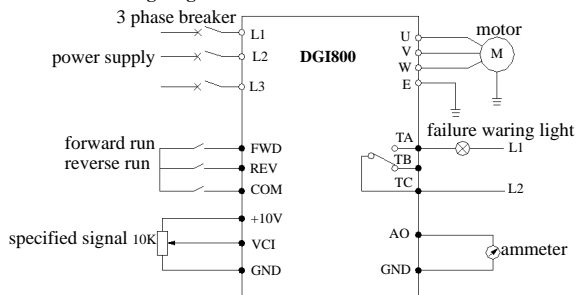 3 phase breaker
L1
power supply
L2
L3
DGI800
U
V
W
E
motor
M
forward run
reverse run
FWD
REV
COM
TA
TB
TC
failure waring light
L1
L2
specified signal 10K
+10V
VCI
GND
AO
GND
ammeter